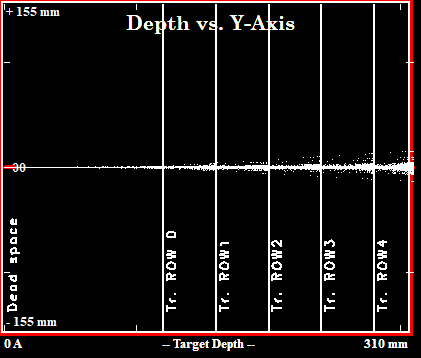 + 155 mm
Depth vs. Y-Axis
Dead space
Tr. ROW 0
Tr. ROW1
Tr. ROW2
Tr. ROW3
Tr. ROW4
- 155 mm
0 A
-- Target Depth --
310 mm